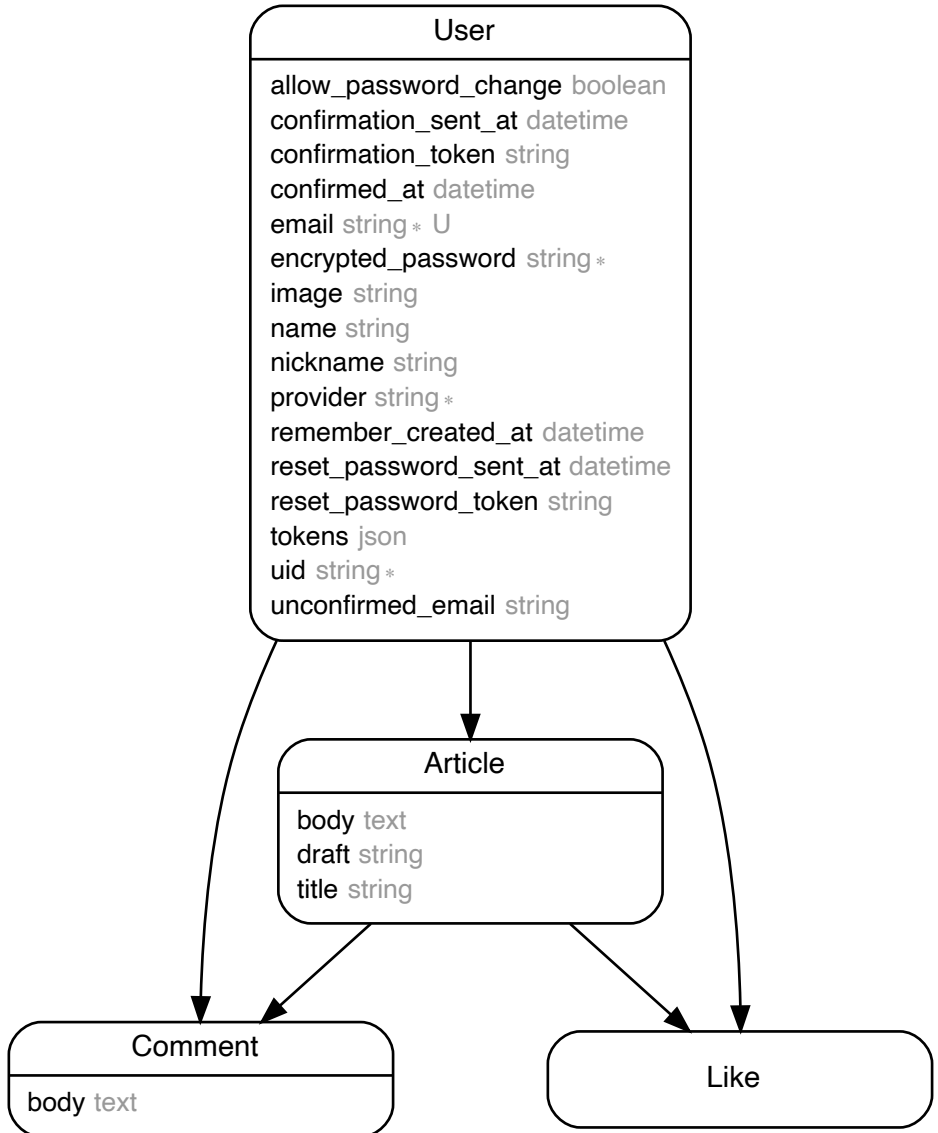 User
allow_password_change boolean
confirmation_sent_at datetime
confirmation_token string
confirmed_at datetime
email string* U
encrypted_password string*
image string
name string
nickname string
provider string*
remember_created_at datetime
reset_password_sent_at datetime
reset_password_token string
tokens json
uid string*
unconfirmed_email string
Article
body text
draft string
title string
Comment
body text
Like